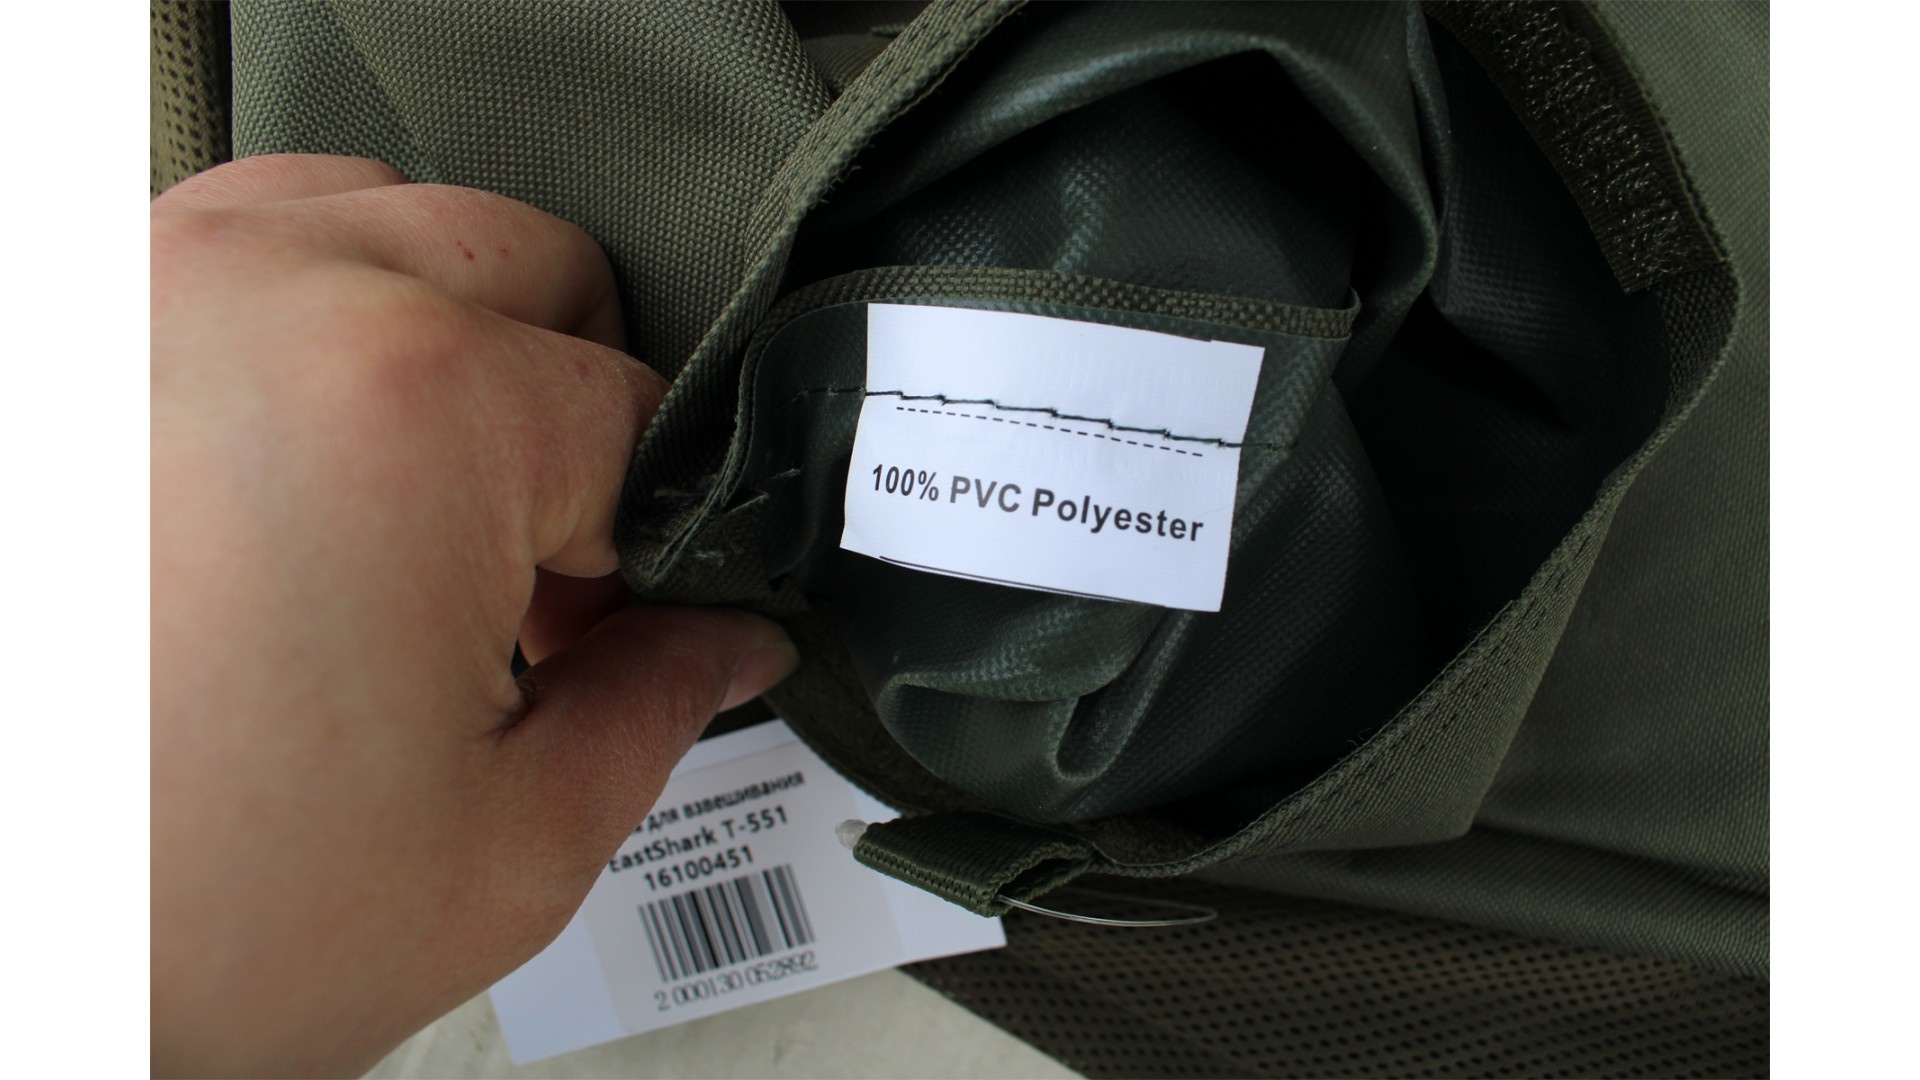 100% PVC Polyester
для взвешивания
EastShark T-551
16100451
2 000130 052892